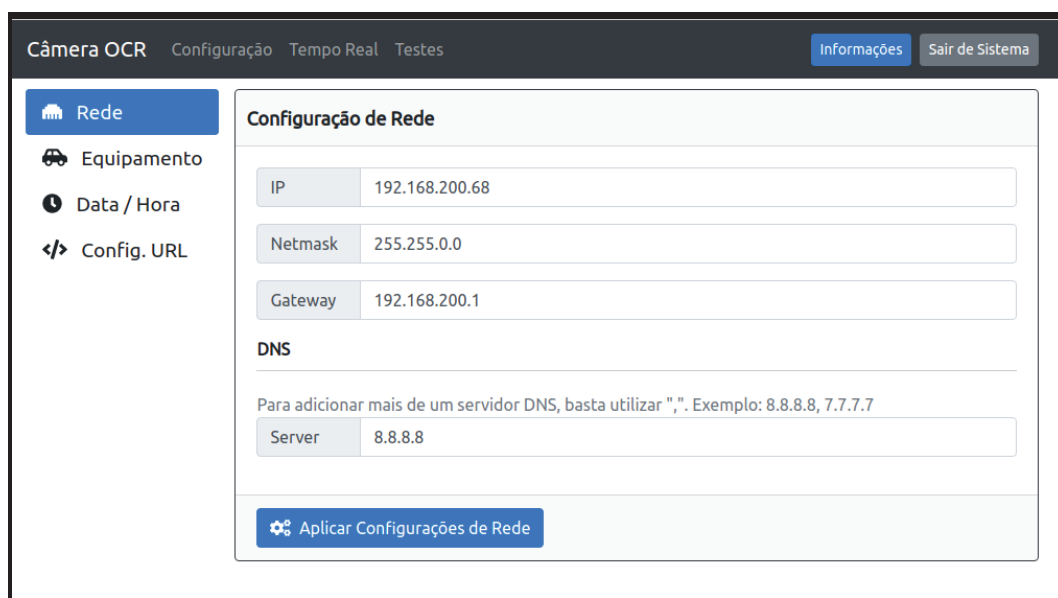 Câmera OCR Configuração Tempo Real Testes Informações Sair de Sistema
Rede
Equipamento
Data / Hora
Config. URL
Configuração de Rede
IP 192.168.200.68
Netmask 255.255.0.0
Gateway 192.168.200.1
DNS
Para adicionar mais de um servidor DNS, basta utilizar ",". Exemplo: 8.8.8.8, 7.7.7.7
Server 8.8.8.8
Aplicar Configurações de Rede